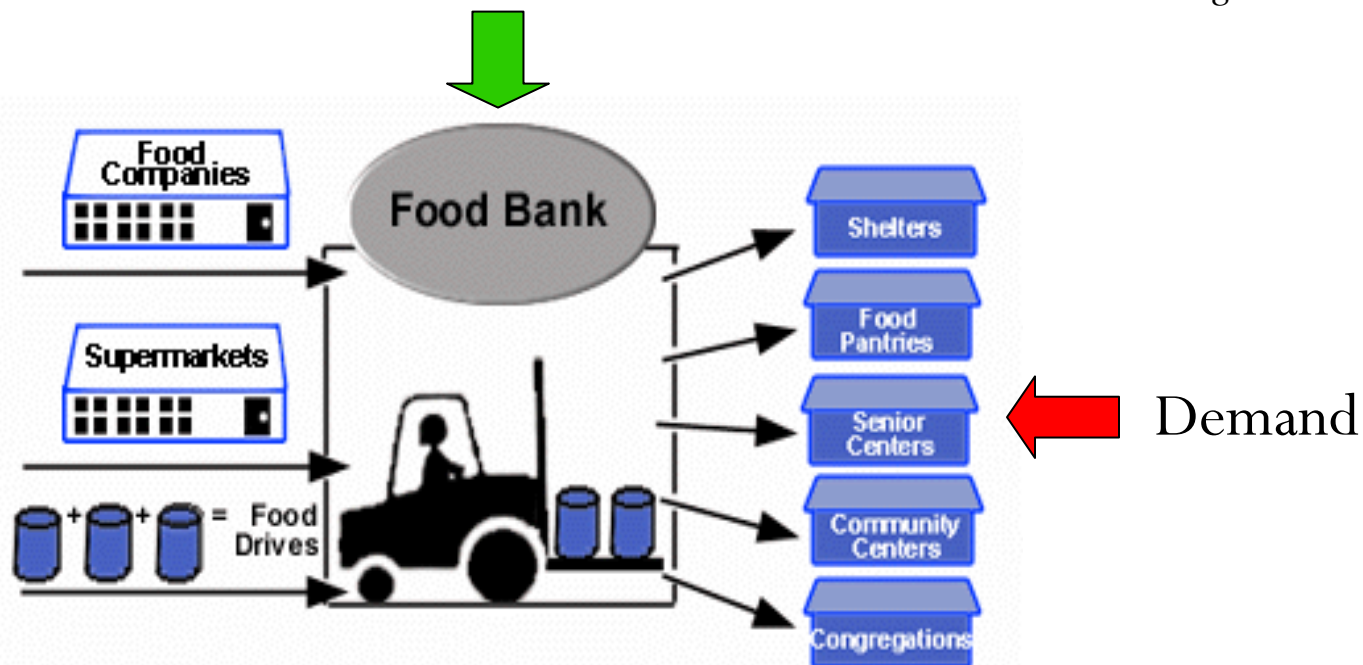 Food
Companies
Food Bank
Shelters
Supermarkets
Food
Pantries
Senior
Centers
Demand
+ + = Food
Drives
Community
Centers
Congregations